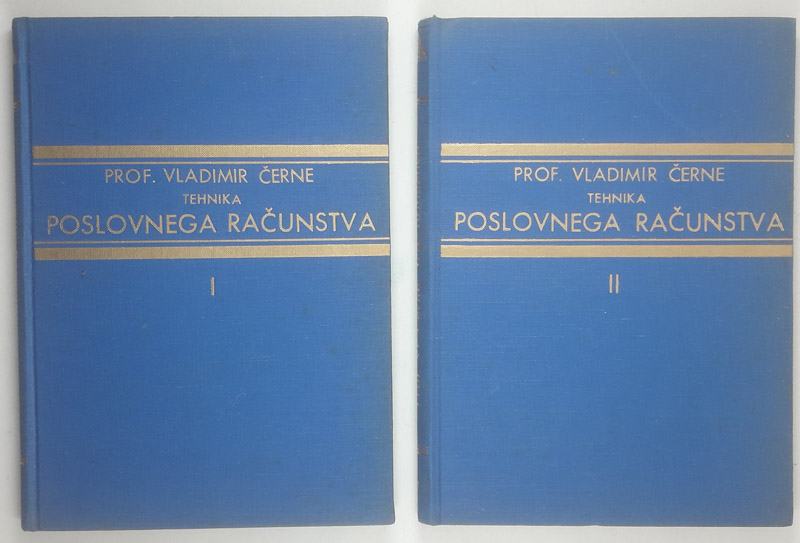 PROF. VLADIMIR ČERNE
TEHNIKA
POSLOVNEGA RAČUNSTVA
I
PROF. VLADIMIR ČERNE
TEHNIKA
POSLOVNEGA RAČUNSTVA
II